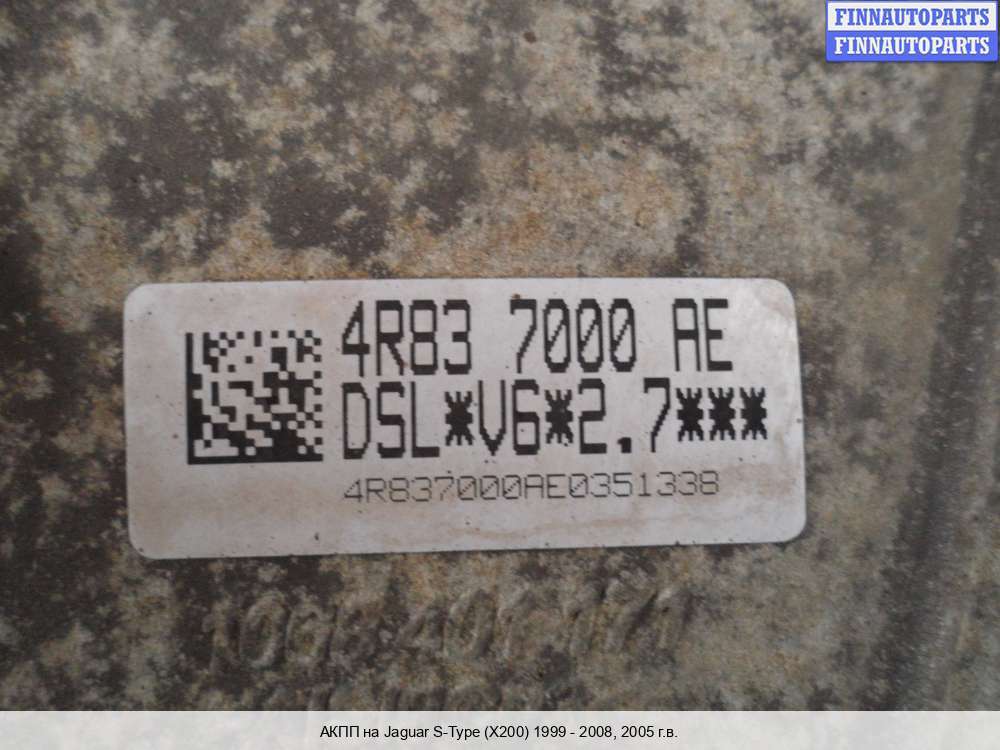 FINNAUTOPARTS
FINNAUTOPARTS
4R83 7000 AE
DSL*V6*2.7***
4R837000AE0351338
АКПП на Jaguar S-Type (X200) 1999 - 2008, 2005 г.в.